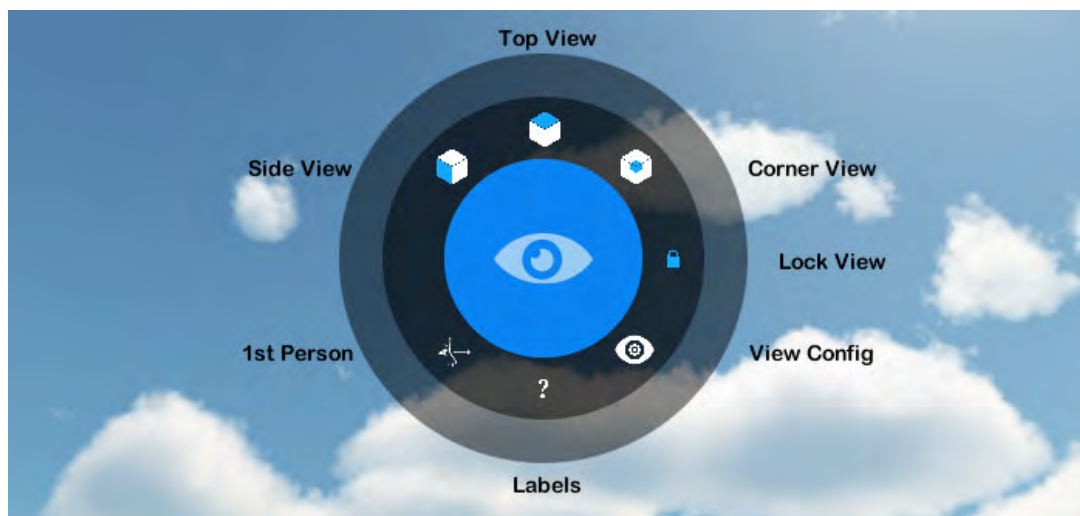 Top View
Side View
Corner View
Lock View
1st Person
View Config
?
Labels